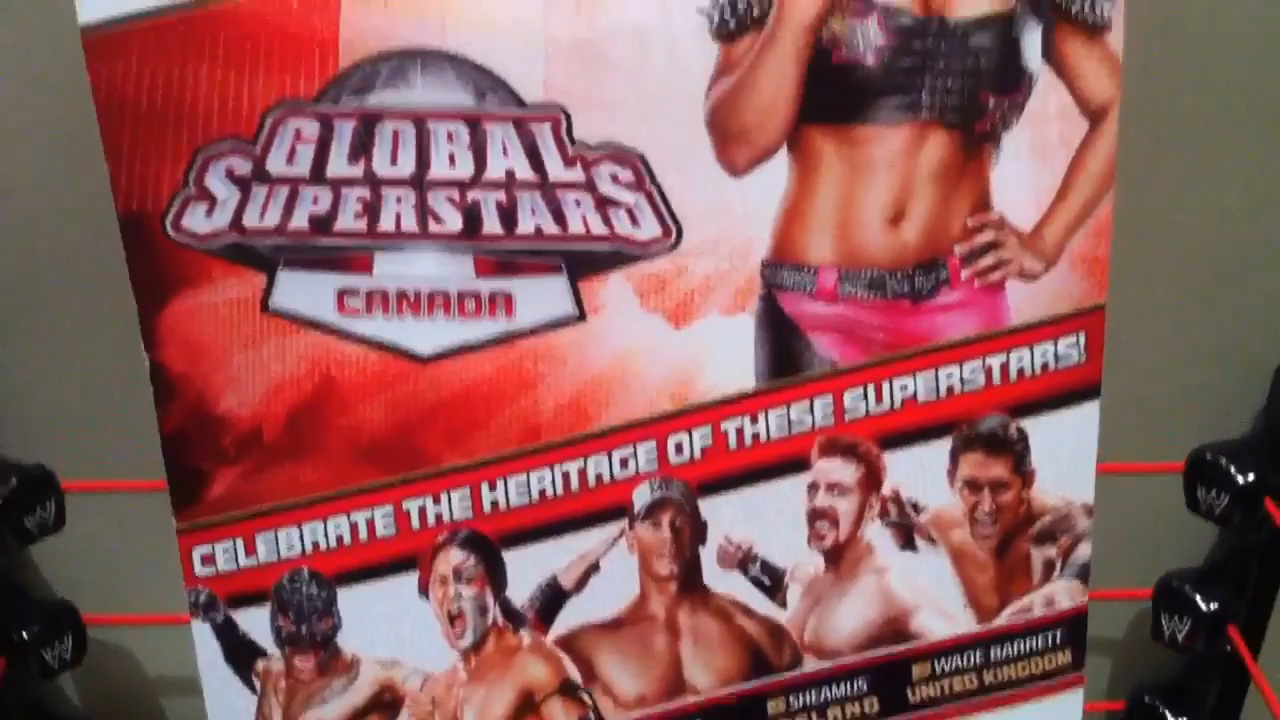 GLOBAL
SUPERSTARS
CANADA
CELEBRATE THE HERITAGE OF THESE SUPERSTARS!
SHEAMUS
WADE BARRETT
UNITED KINGDOM
W
W
W
W